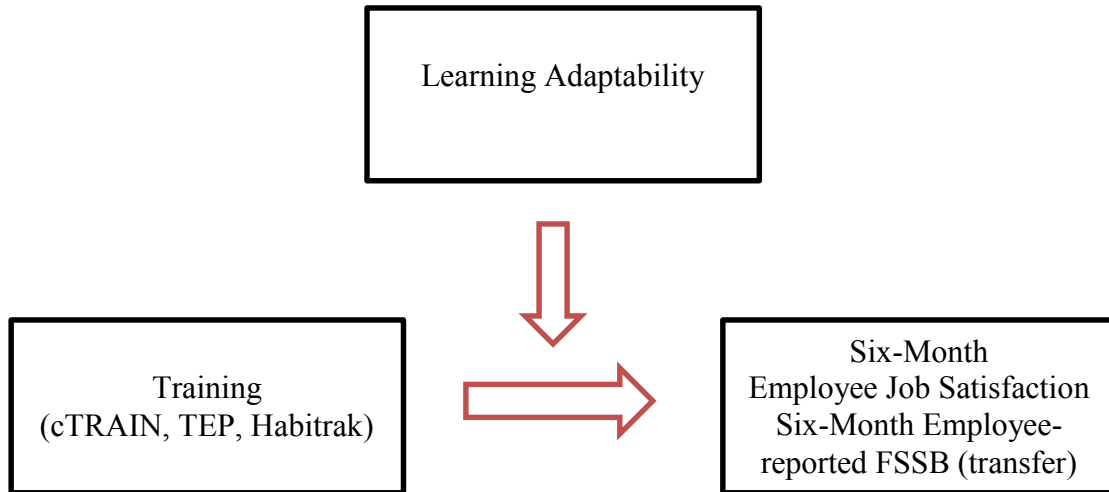 Learning Adaptability
Training
(cTRAIN, TEP, Habitrak)
Six-Month
Employee Job Satisfaction
Six-Month Employee-
reported FSSB (transfer)